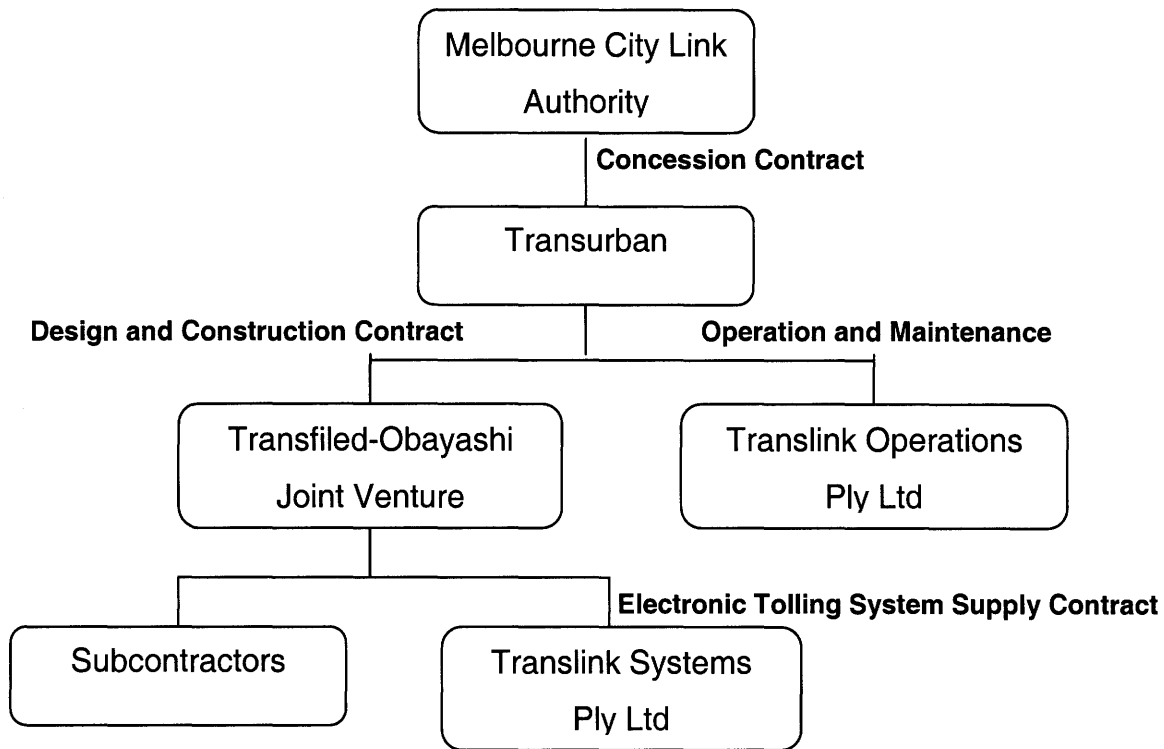 Melbourne City Link
Authority
Concession Contract
Transurban
Design and Construction Contract
Operation and Maintenance
Transfiled-Obayashi
Joint Venture
Translink Operations
Ply Ltd
Electronic Tolling System Supply Contract
Subcontractors
Translink Systems
Ply Ltd